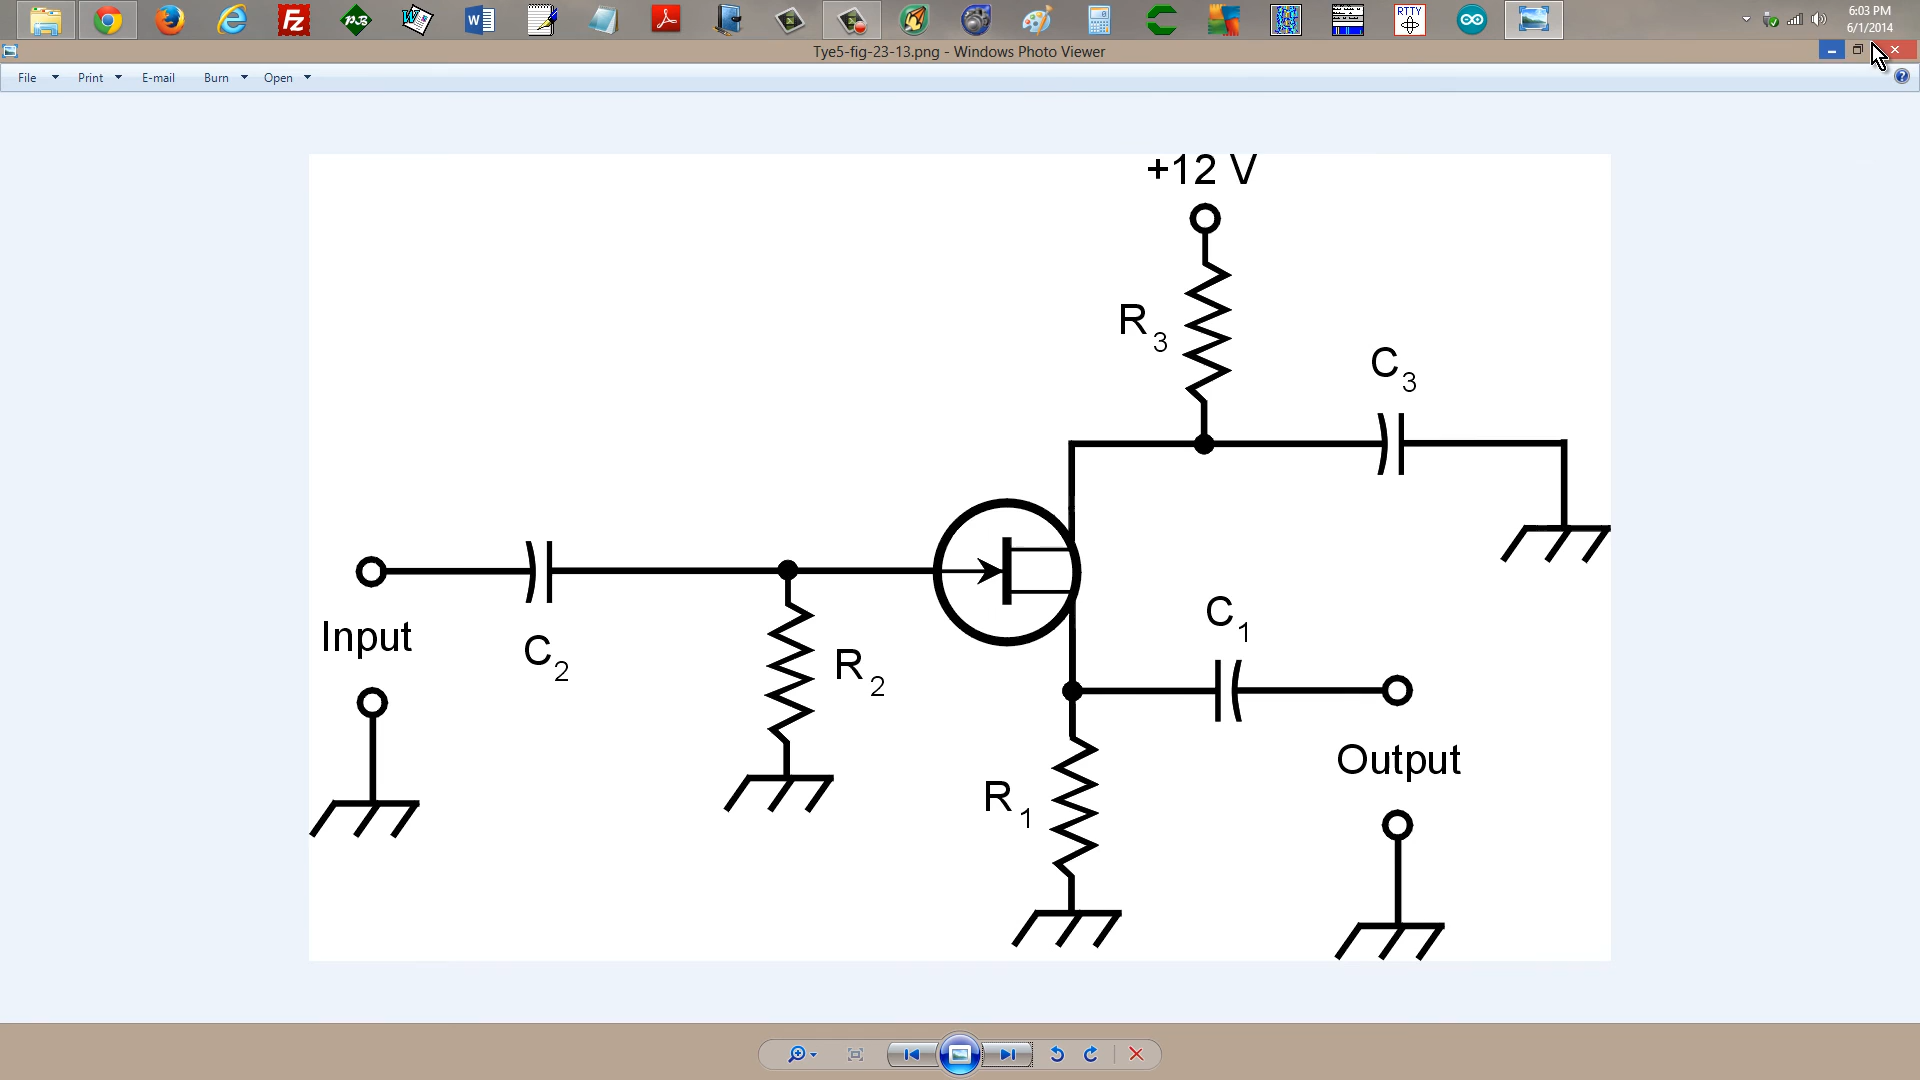 RTTY
6:03 PM
6/1/2014
Tye5-fig-23-13.png - Windows Photo Viewer
File Print E-mail Burn Open
+12 V
R3
C3
Input
C2
R2
C1
Output
R1